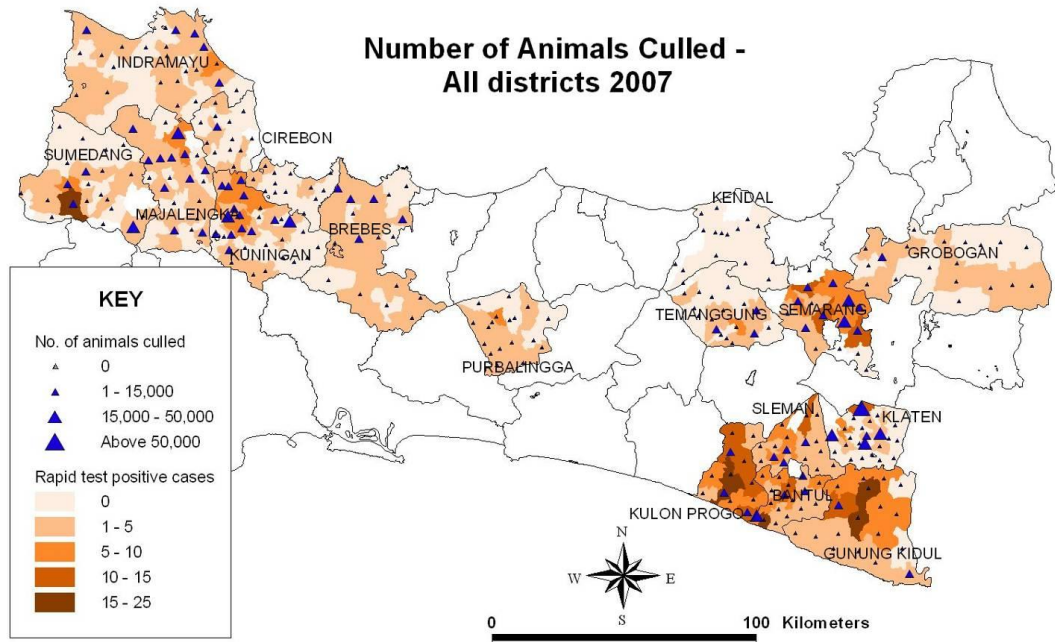 Number of Animals Culled -
All districts 2007
INDRAMAYU
CIREBON
SUMEDANG
MAJALENGKA
KUNINGAN
BREBES
KENDAL
GROBOGAN
TEMANGGUNG
SEMARANG
PURBALINGGA
SLEMAN
KLATEN
BANTUL
KULON PROGO
GUNUNG KIDUL
KEY
No. of animals culled
0
1 - 15,000
15,000 - 50,000
Above 50,000
Rapid test positive cases
0
1 - 5
5 - 10
10 - 15
15 - 25
N
W E
S
0 100 Kilometers